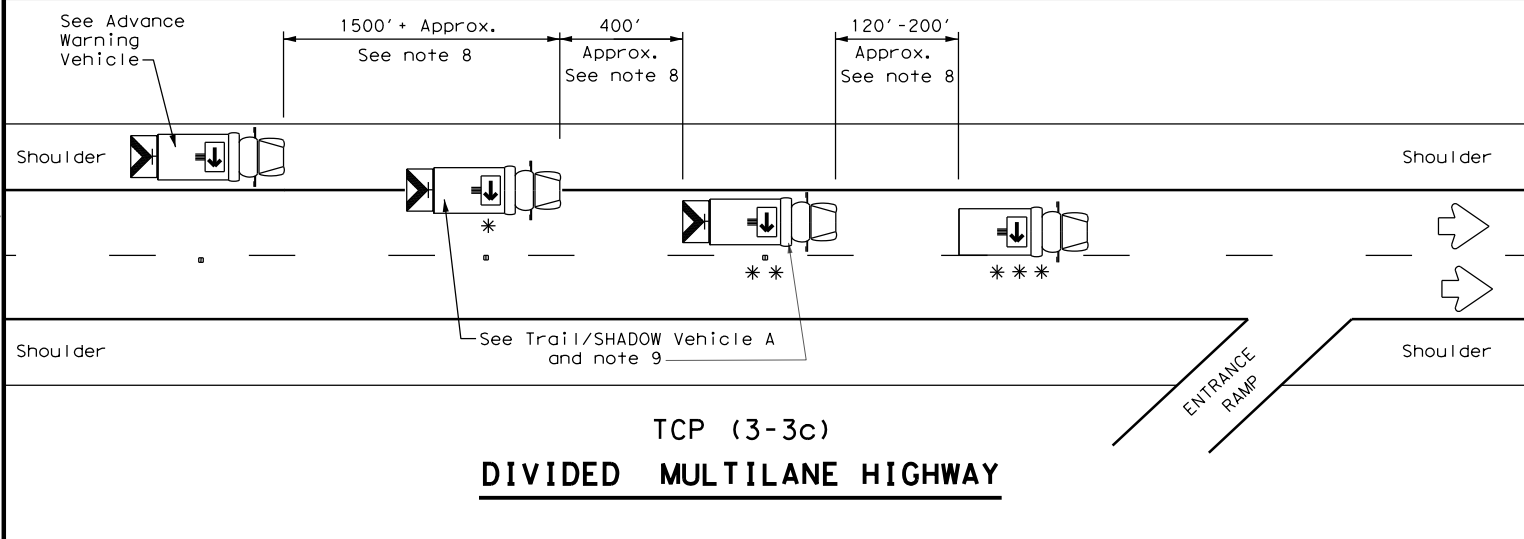 See Advance
Warning
Vehicle
1500'+ Approx.
See note 8
400'
Approx.
See note 8
120'-200'
Approx.
See note 8
Shoulder
Shoulder
*
* *
* * *
See Trail/SHADOW Vehicle A
and note 9
Shoulder
Shoulder
ENTRANCE
RAMP
TCP (3-3c)
DIVIDED MULTILANE HIGHWAY